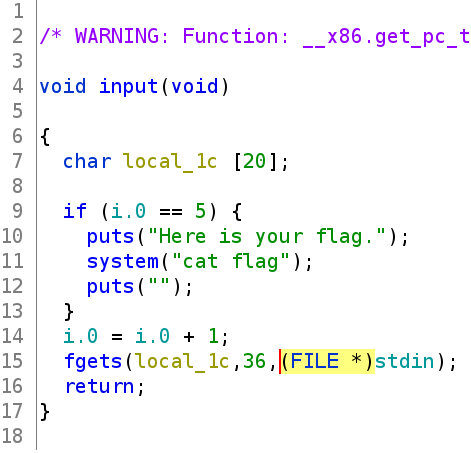 1
2 /* WARNING: Function: __x86.get_pc_t
3
4 void input(void)
5
6 {
7 char local_1c [20];
8
9 if (i.0 == 5) {
10 puts("Here is your flag.");
11 system("cat flag");
12 puts("");
13 }
14 i.0 = i.0 + 1;
15 fgets(local_1c,36,(FILE *)stdin);
16 return;
17 }
18